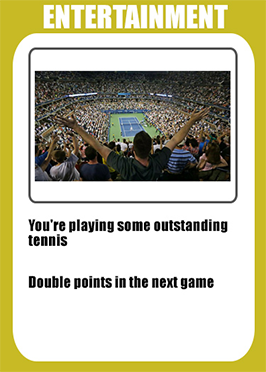 ENTERTAINMENT
You're playing some outstanding
tennis
Double points in the next game